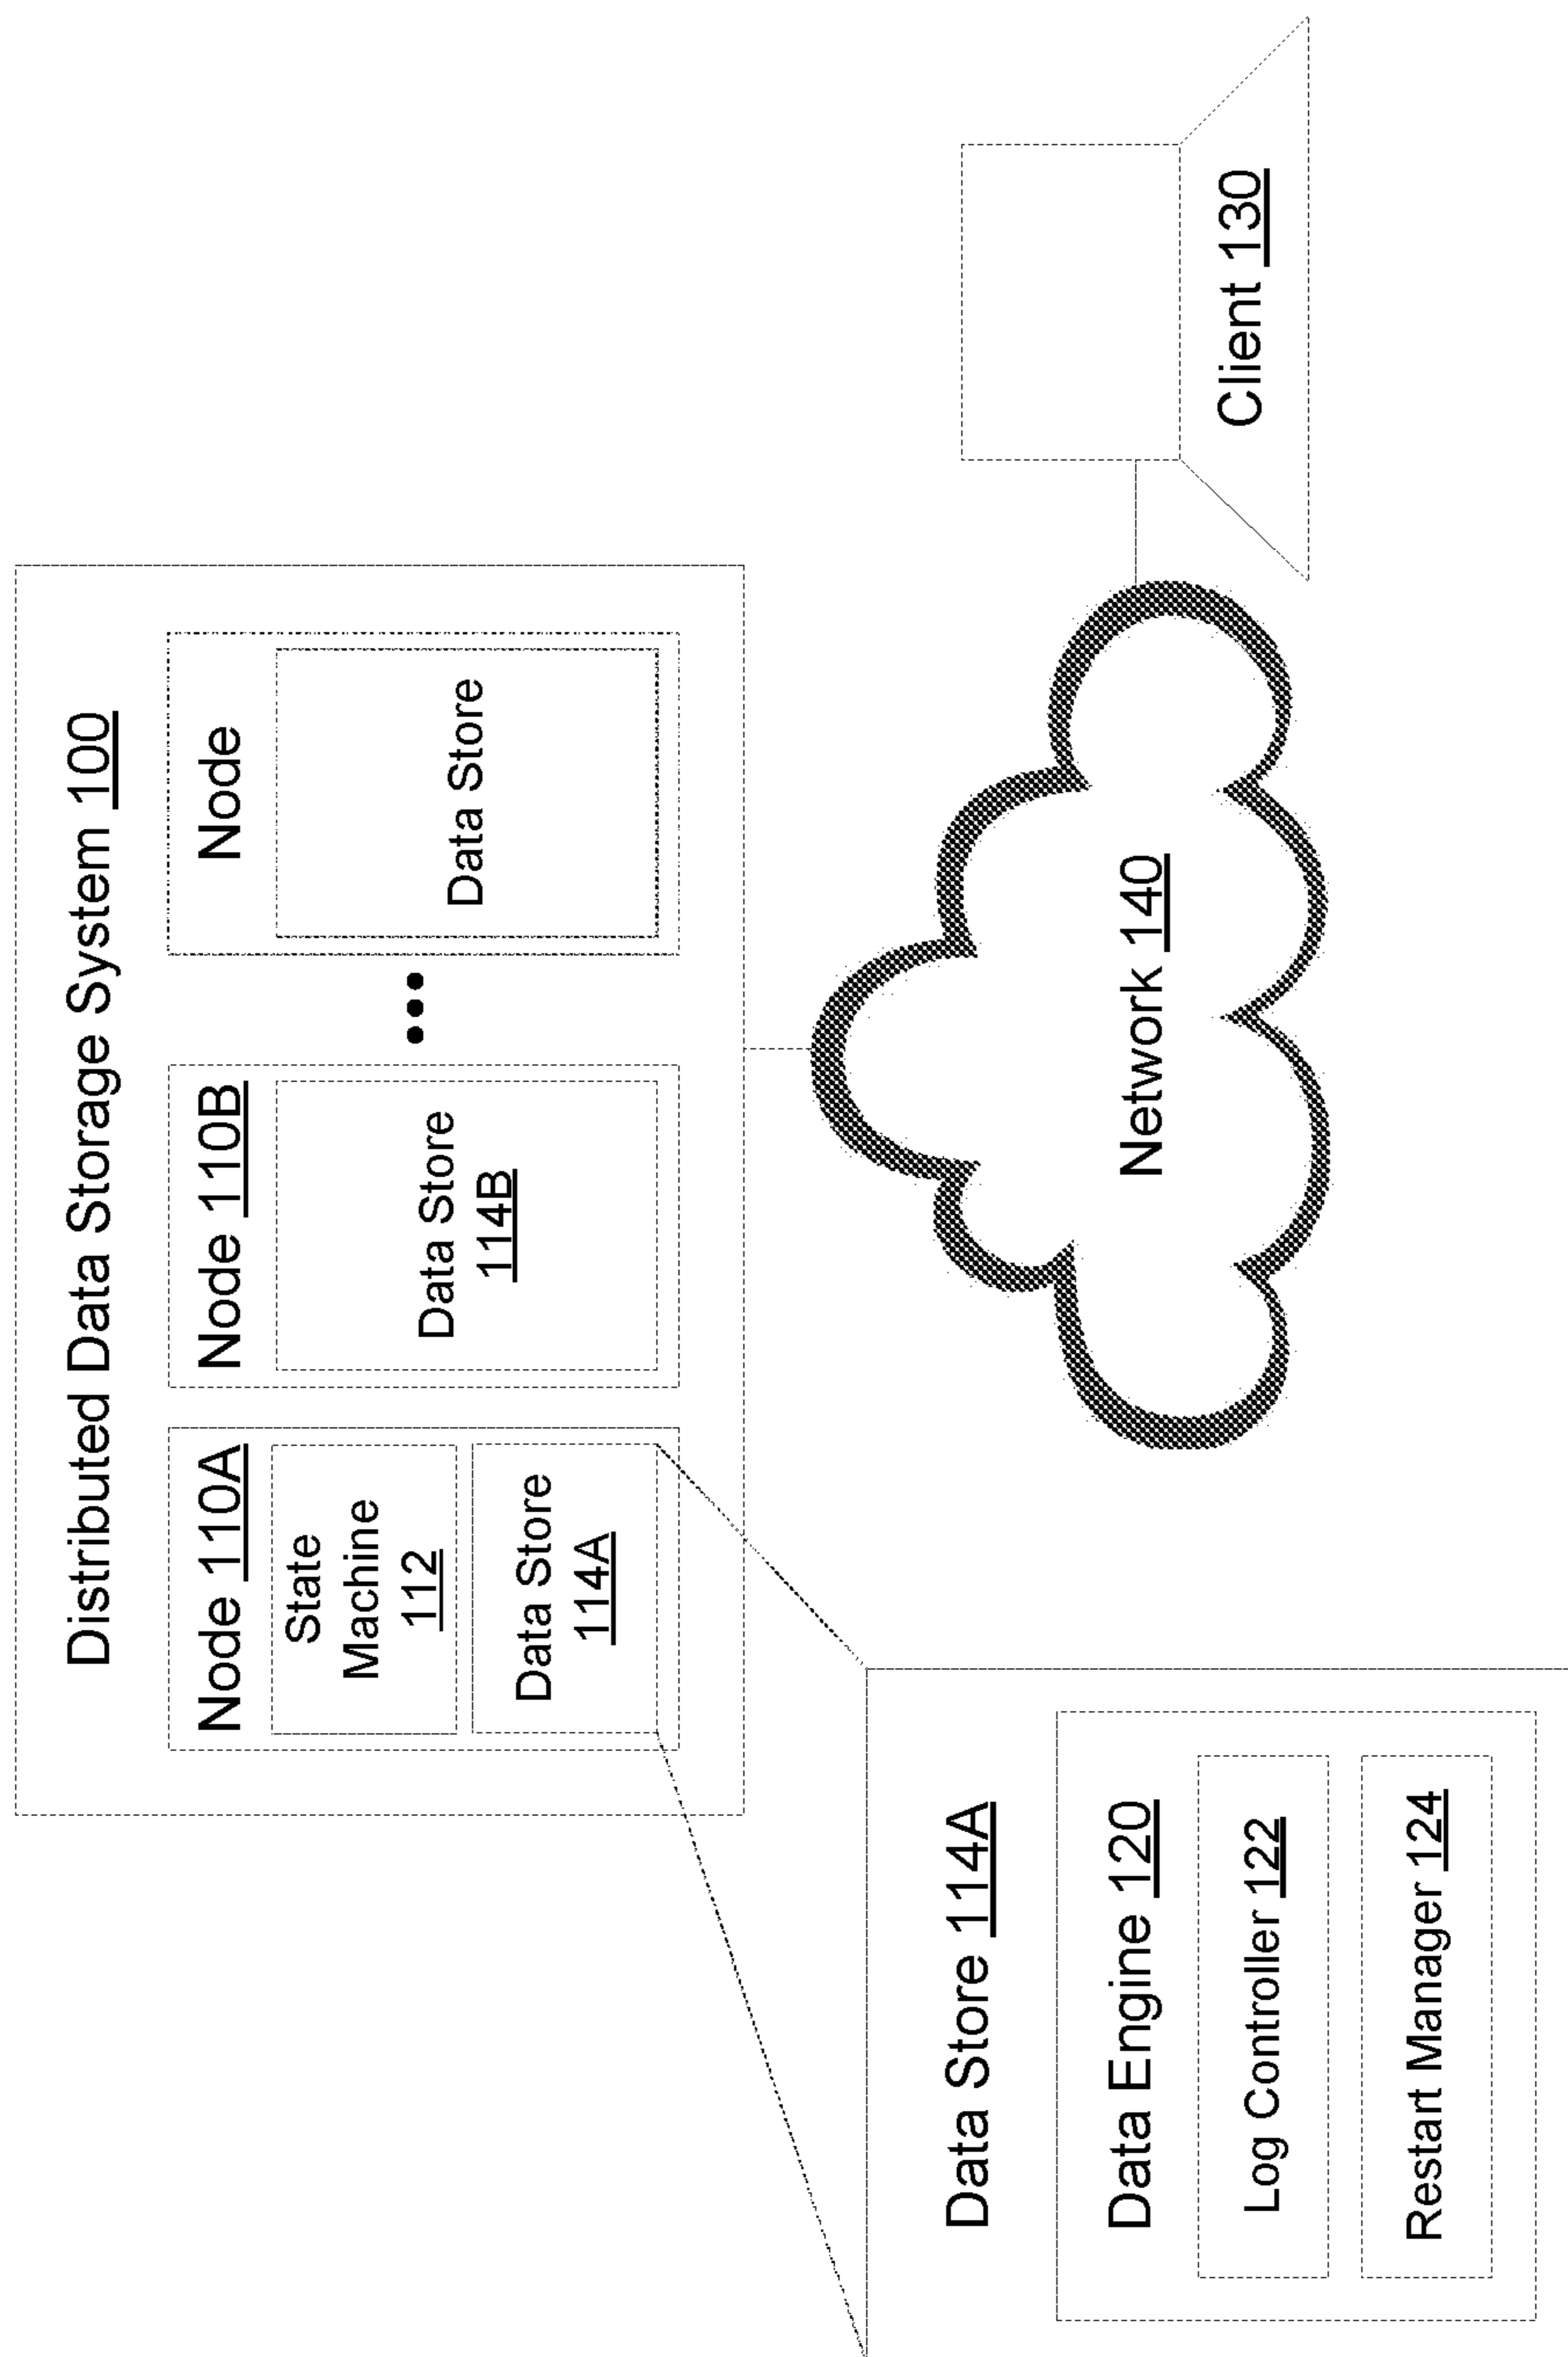 Distributed Data Storage System 100
Node 110A
State
Machine
112
Data Store
114A
Node 110B
Data Store
114B
Node
Data Store
Network 140
Client 130
Data Store 114A
Data Engine 120
Log Controller 122
Restart Manager 124